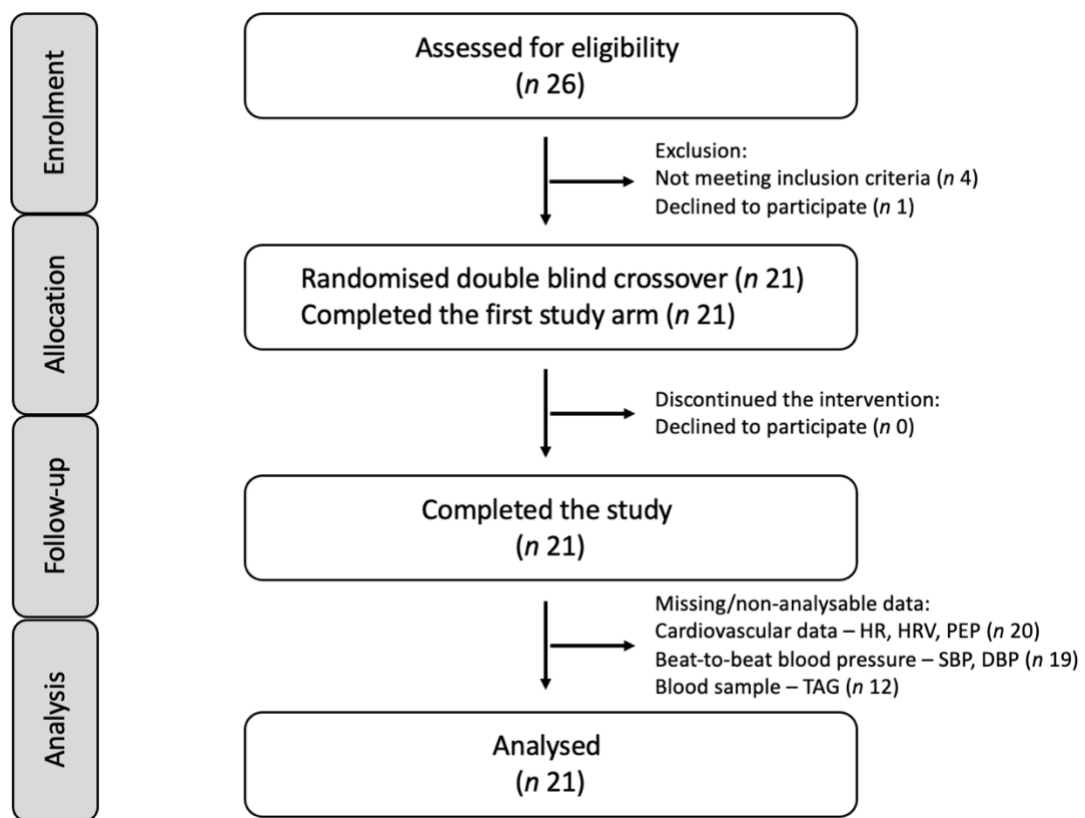 Enrolment
Assessed for eligibility
(n 26)
Exclusion:
Not meeting inclusion criteria (n 4)
Declined to participate (n 1)
Allocation
Randomised double blind crossover (n 21)
Completed the first study arm (n 21)
Discontinued the intervention:
Declined to participate (n 0)
Follow-up
Completed the study
(n 21)
Missing/non-analysable data:
Cardiovascular data – HR, HRV, PEP (n 20)
Beat-to-beat blood pressure – SBP, DBP (n 19)
Blood sample – TAG (n 12)
Analysis
Analysed
(n 21)